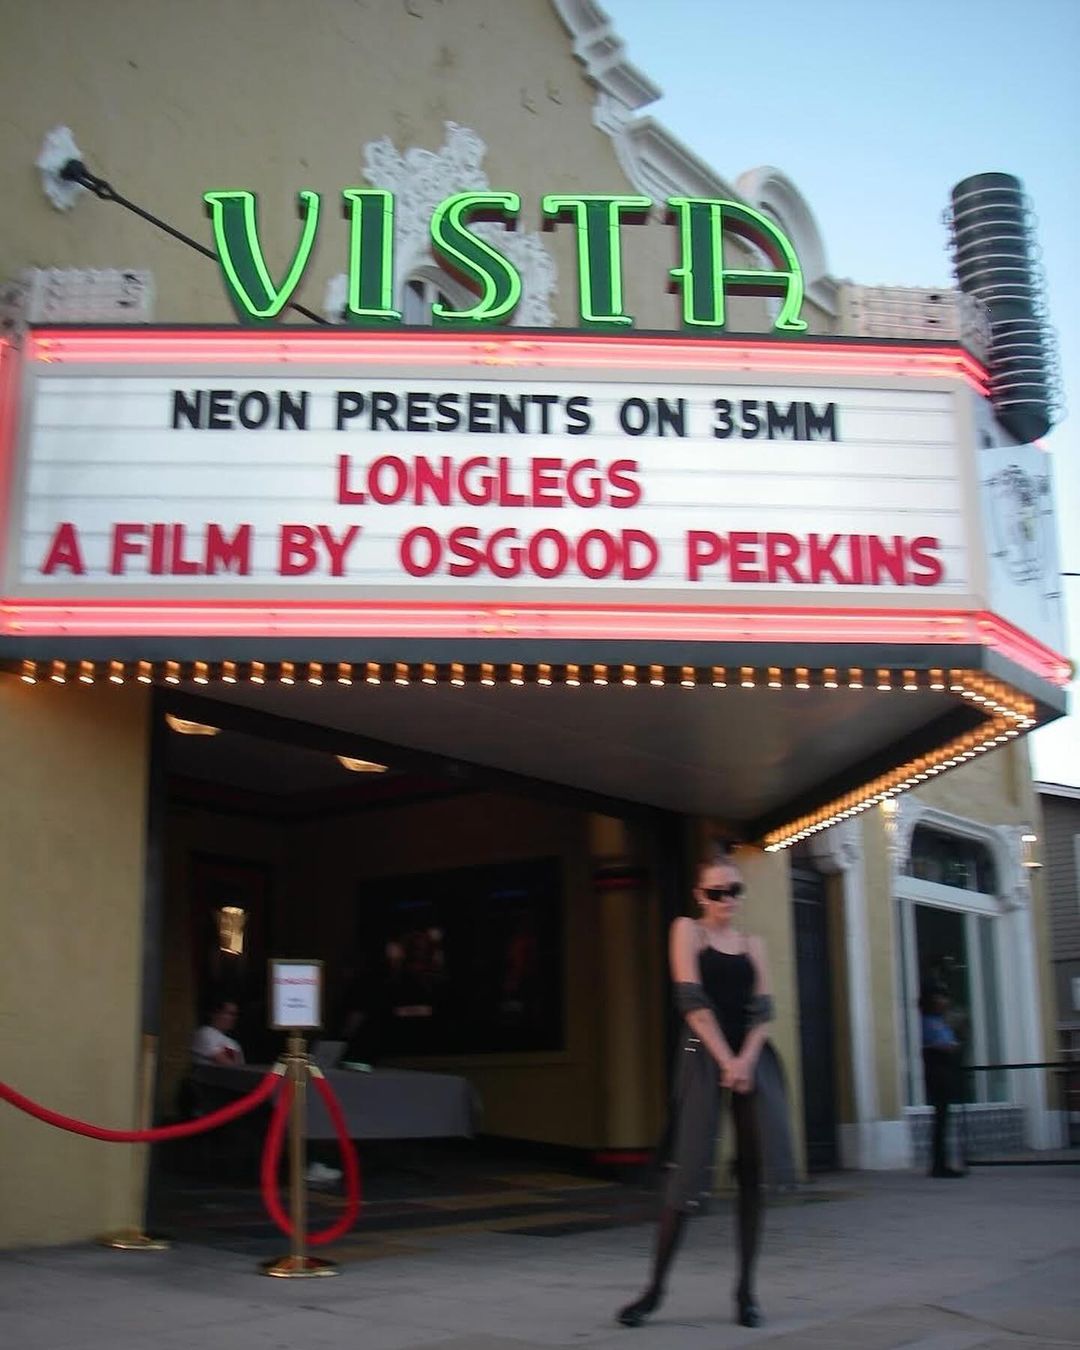 VISTA
NEON PRESENTS ON 35MM
LONGLEGS
A FILM BY OSGOOD PERKINS